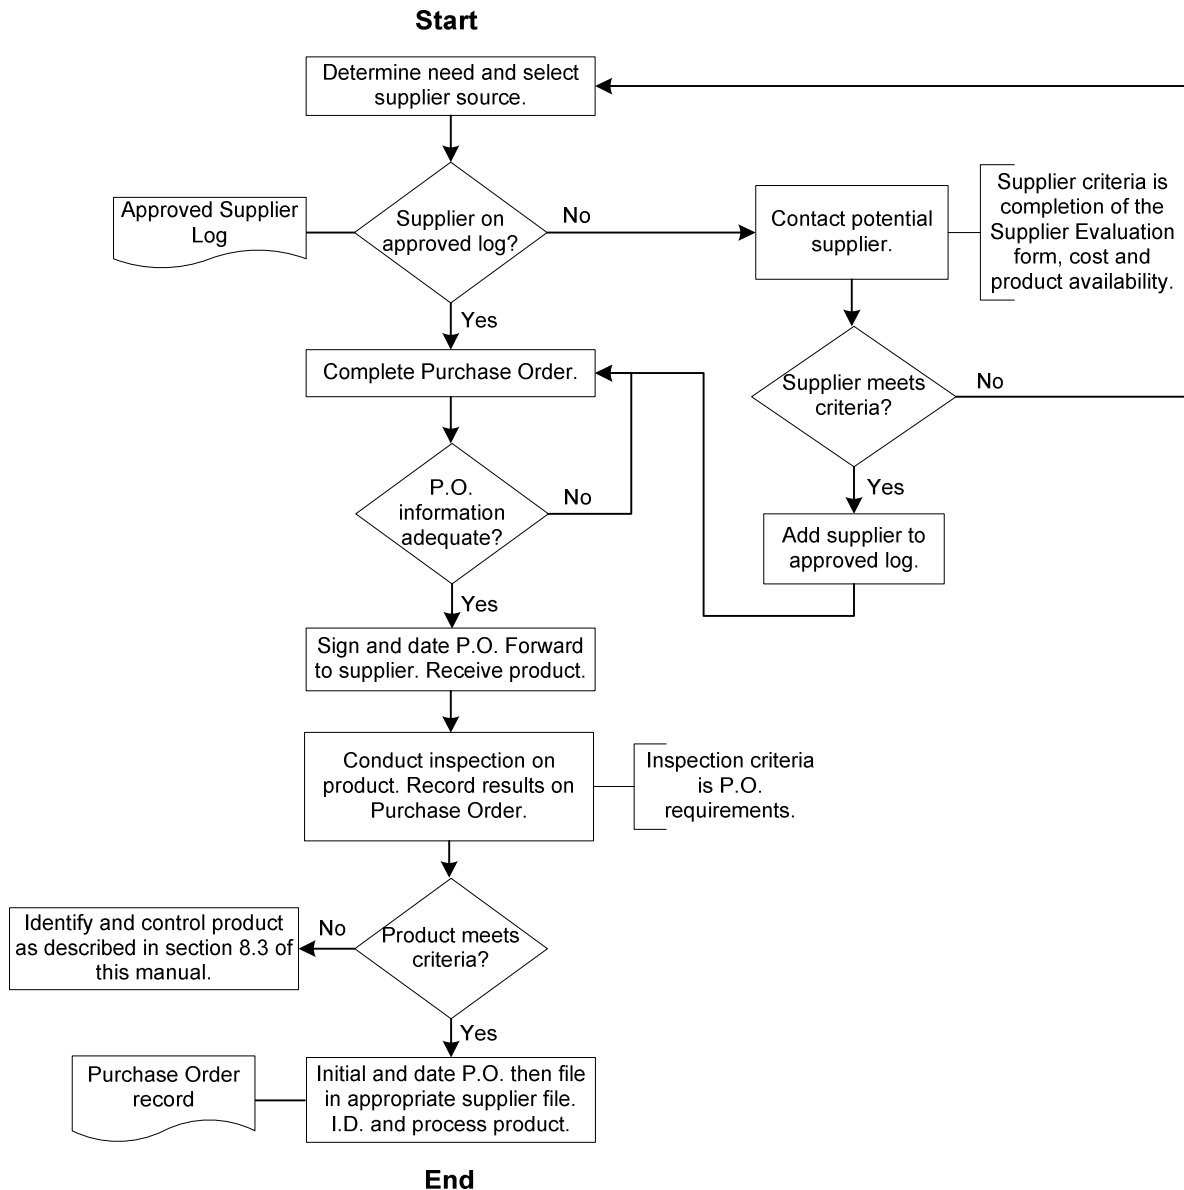 Start
Determine need and select
supplier source.
Approved Supplier
Log
Supplier on
approved log?
No
Contact potential
supplier.
Supplier criteria is
completion of the
Supplier Evaluation
form, cost and
product availability.
Yes
Complete Purchase Order.
Supplier meets
criteria?
No
P.O.
information
adequate?
No
Yes
Add supplier to
approved log.
Yes
Sign and date P.O. Forward
to supplier. Receive product.
Conduct inspection on
product. Record results on
Purchase Order.
Inspection criteria
is P.O.
requirements.
Identify and control product
as described in section 8.3 of
this manual.
No
Product meets
criteria?
Yes
Purchase Order
record
Initial and date P.O. then file
in appropriate supplier file.
I.D. and process product.
End